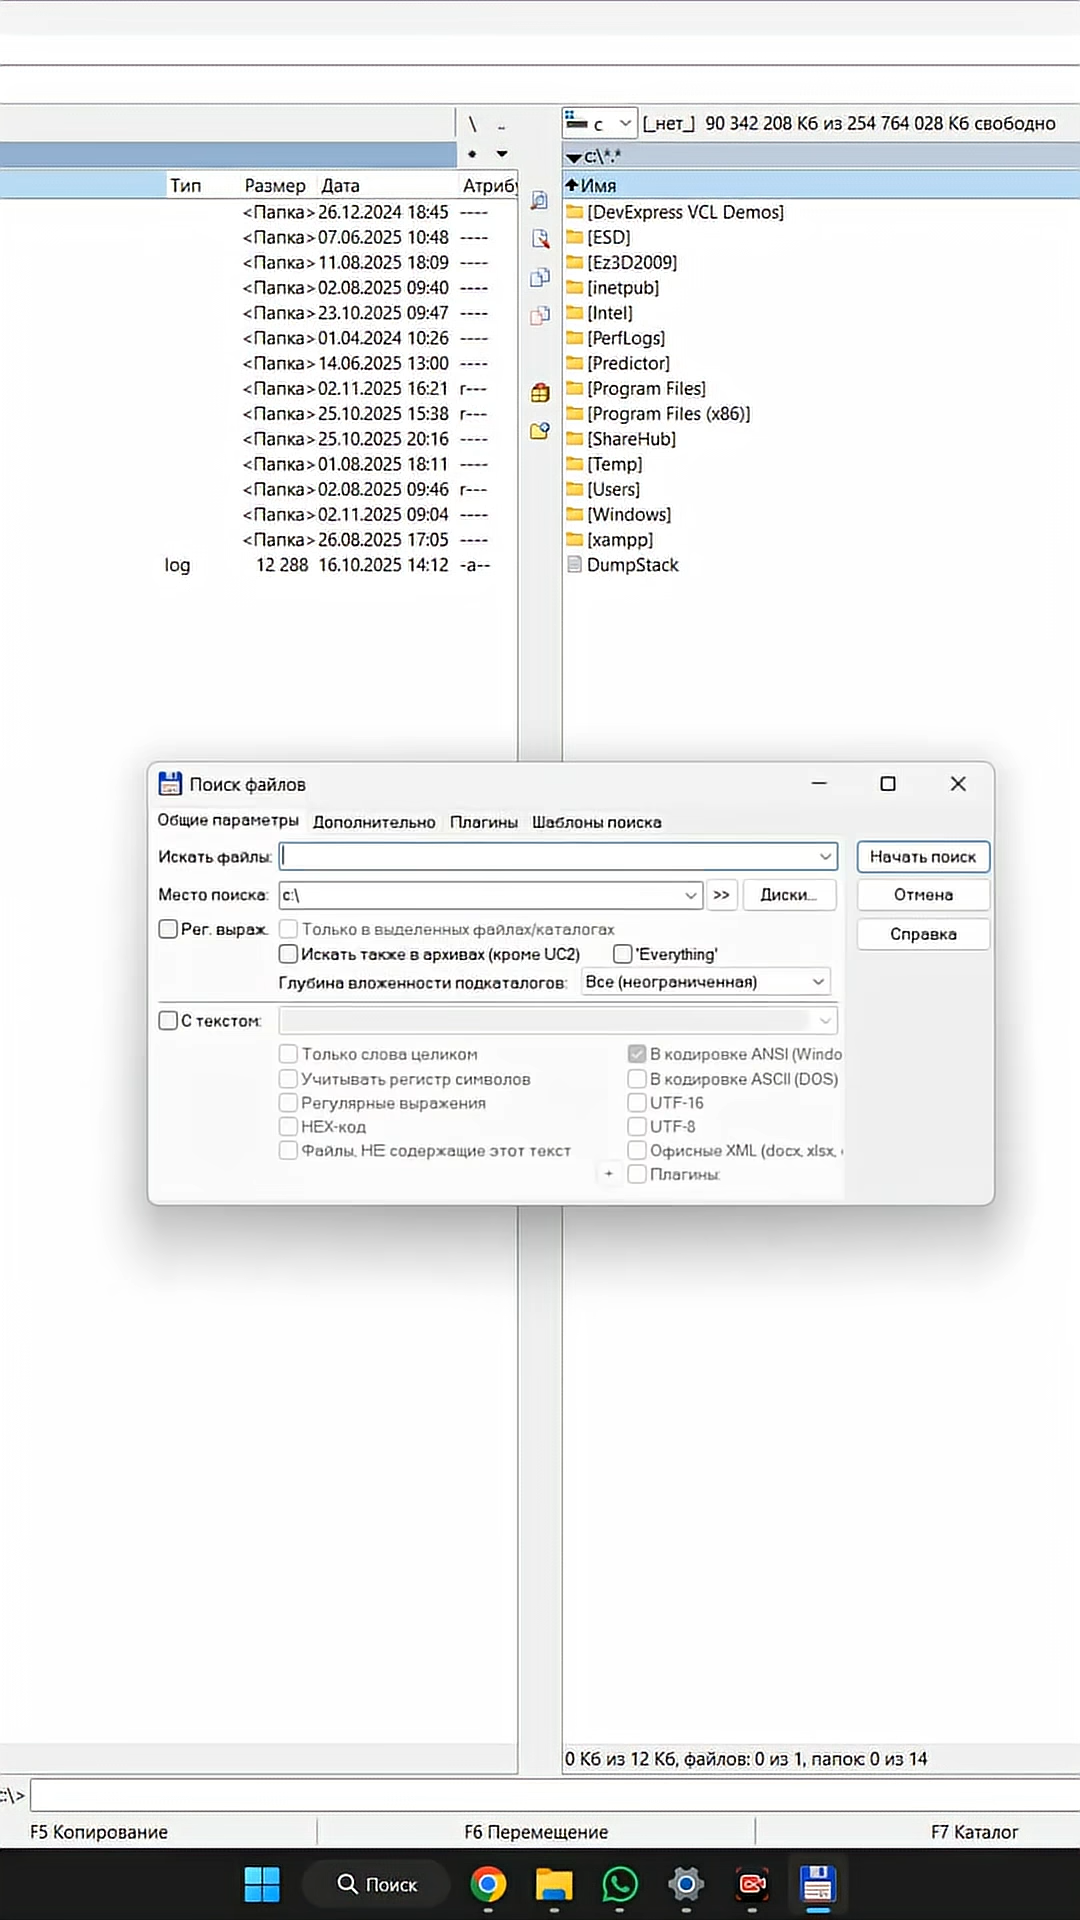 \ ..
c [_нет_] 90 342 208 Кб из 254 764 028 Кб свободно
c:\*.*
Тип Размер Дата Атрибу
Имя
<Папка> 26.12.2024 18:45 ----
[DevExpress VCL Demos]
<Папка> 07.06.2025 10:48 ----
[ESD]
<Папка> 11.08.2025 18:09 ----
[Ez3D2009]
<Папка> 02.08.2025 09:40 ----
[inetpub]
<Папка> 23.10.2025 09:47 ----
[Intel]
<Папка> 01.04.2024 10:26 ----
[PerfLogs]
<Папка> 14.06.2025 13:00 ----
[Predictor]
<Папка> 02.11.2025 16:21 r---
[Program Files]
<Папка> 25.10.2025 15:38 r---
[Program Files (x86)]
<Папка> 25.10.2025 20:16 ----
[ShareHub]
<Папка> 01.08.2025 18:11 ----
[Temp]
<Папка> 02.08.2025 09:46 r---
[Users]
<Папка> 02.11.2025 09:04 ----
[Windows]
<Папка> 26.08.2025 17:05 ----
[xampp]
log 12 288 16.10.2025 14:12 -a--
DumpStack
Поиск файлов
Общие параметры Дополнительно Плагины Шаблоны поиска
Искать файлы: Начать поиск
Место поиска: c:\ >> Диски... Отмена
Рег. выраж. Только в выделенных файлах/каталогах Справка
Искать также в архивах (кроме UC2) 'Everything'
Глубина вложенности подкаталогов: Все (неограниченная)
С текстом:
Только слова целиком В кодировке ANSI (Windo
Учитывать регистр символов В кодировке ASCII (DOS)
Регулярные выражения UTF-16
HEX-код UTF-8
Файлы, НЕ содержащие этот текст Офисные XML (docx, xlsx,
+ Плагины:
0 Кб из 12 Кб, файлов: 0 из 1, папок: 0 из 14
c:\>
F5 Копирование F6 Перемещение F7 Каталог
Поиск